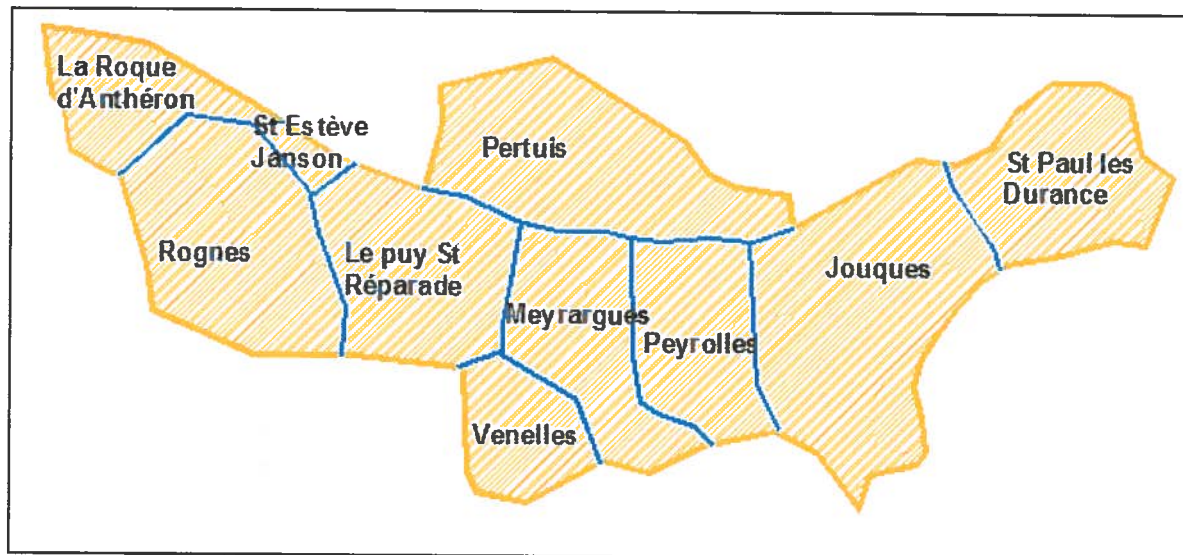 La Roque
d'Anthéron
St Estève
Janson
Pertuis
St Paul les
Durance
Rognes
Le puy St
Réparade
Jouques
Meyrargues
Peyrolles
Venelles